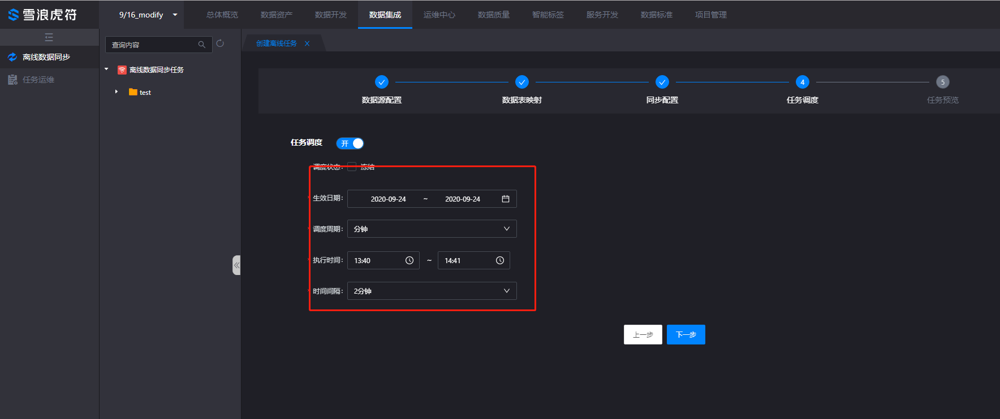 雪浪虎符
9/16_modify
总体概览
数据资产
数据开发
数据集成
运维中心
数据质量
智能标签
服务开发
数据标准
项目管理
离线数据同步
任务运维
查询内容
离线数据同步任务
test
创建离线任务
数据源配置
数据表映射
同步配置
4
任务调度
5
任务预览
任务调度 开
调度状态： 冻结
* 生效日期： 2020-09-24 ~ 2020-09-24
* 调度周期： 分钟
* 执行时间： 13:40 ~ 14:41
* 时间间隔： 2分钟
上一步 下一步